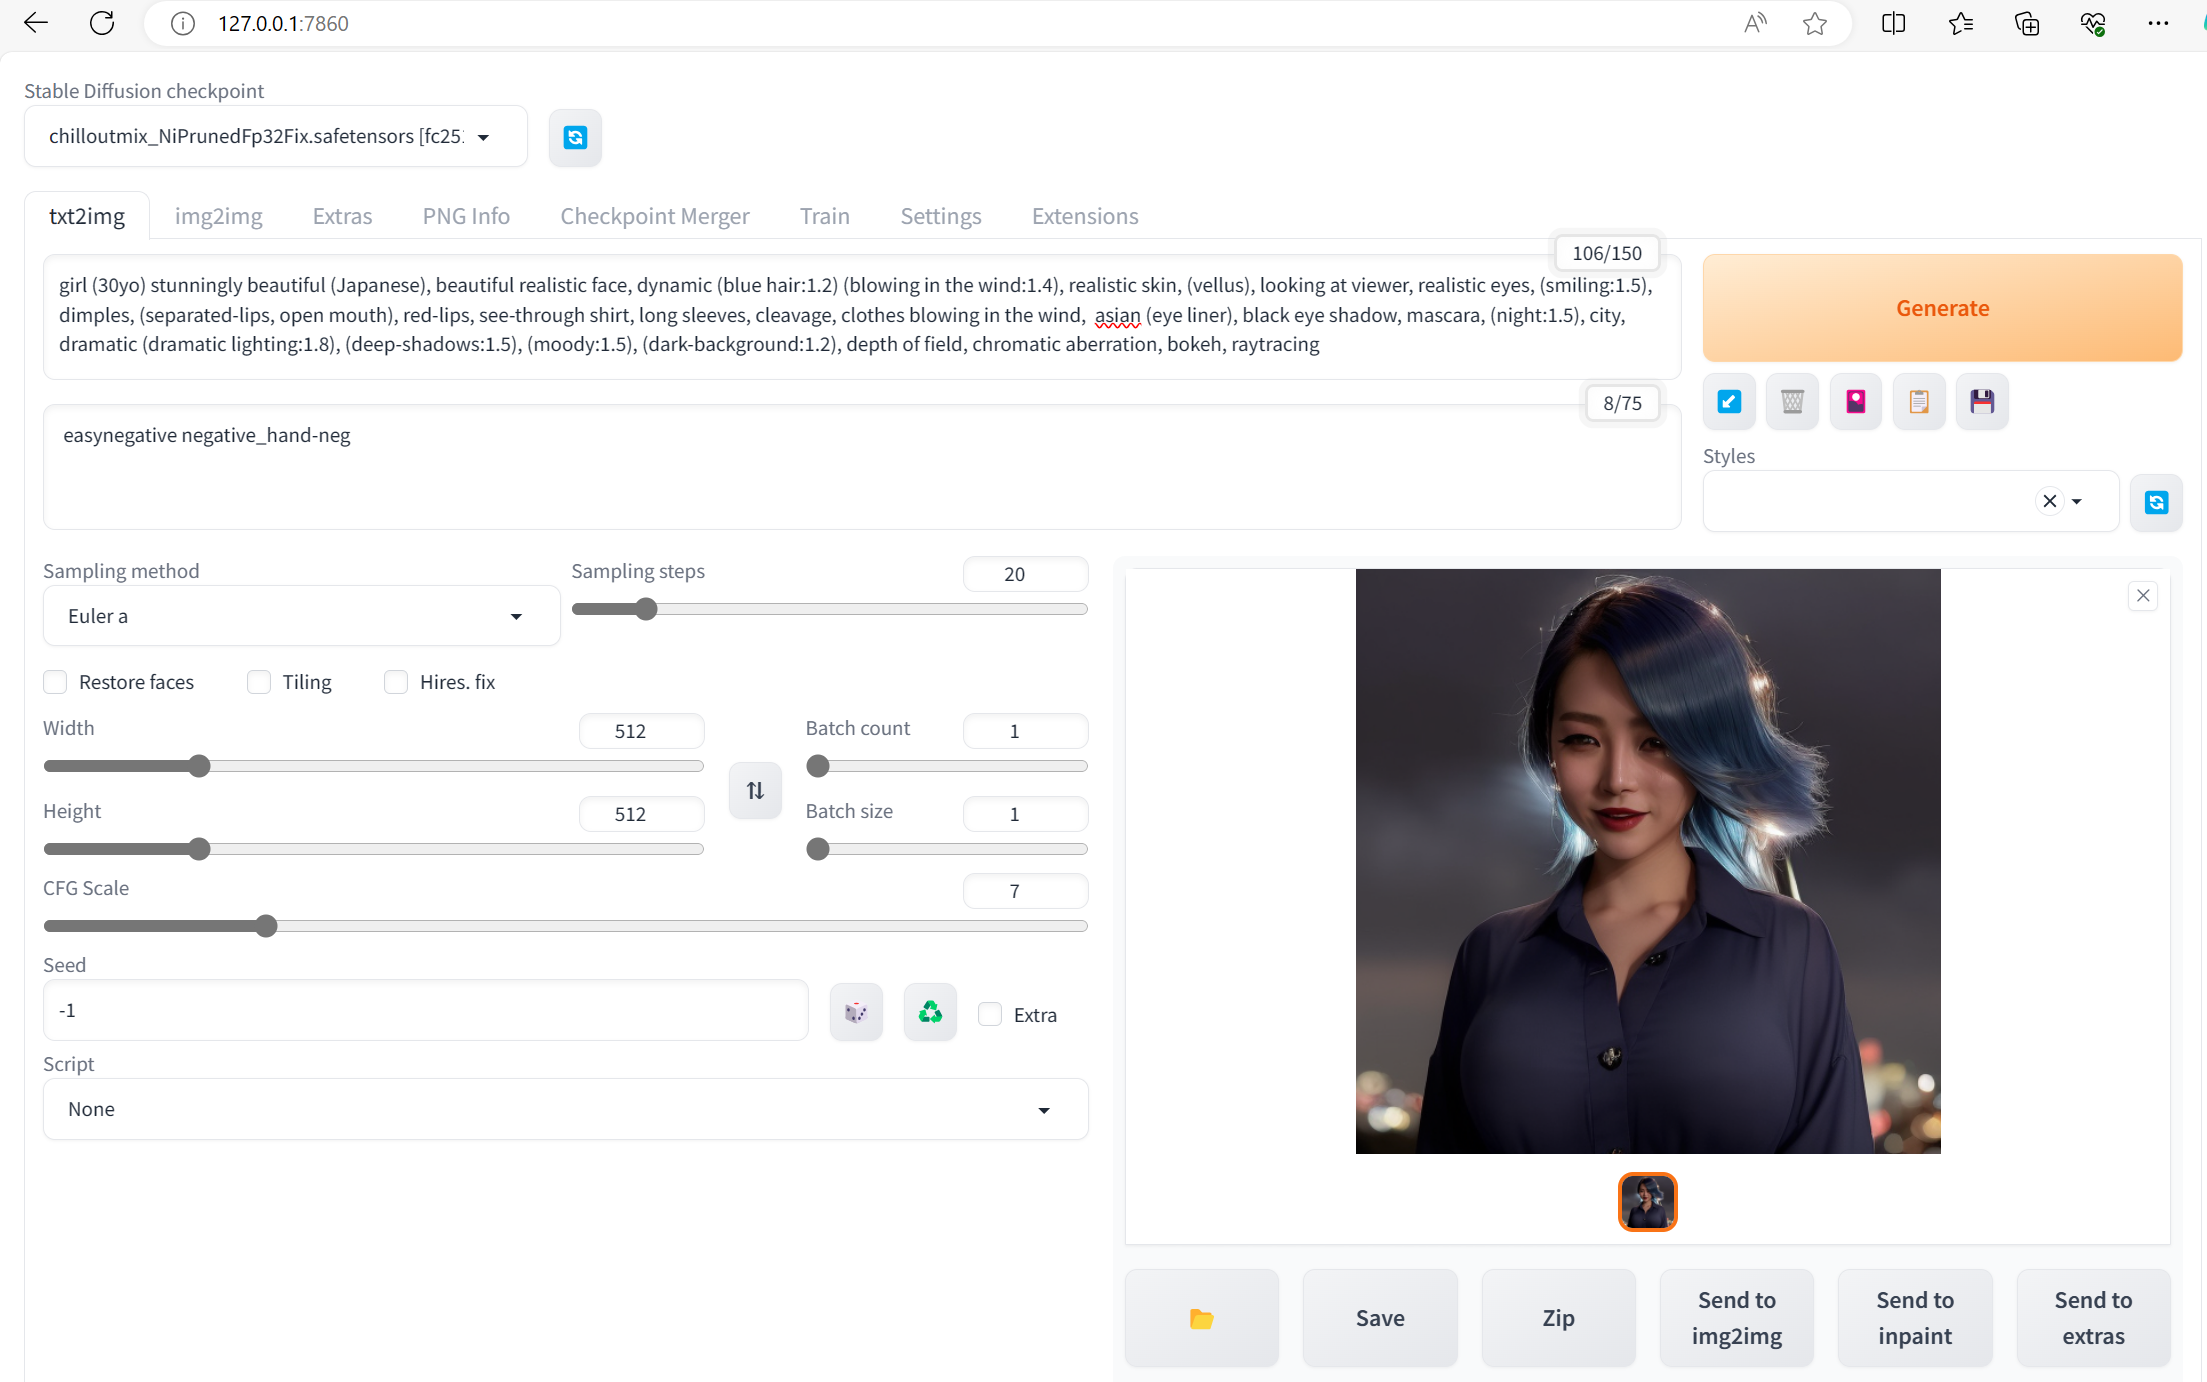 127.0.0.1:7860
Stable Diffusion checkpoint
chilloutmix_NiPrunedFp32Fix.safetensors [fc25
txt2img img2img Extras PNG Info Checkpoint Merger Train Settings Extensions
106/150
girl (30yo) stunningly beautiful (Japanese), beautiful realistic face, dynamic (blue hair:1.2) (blowing in the wind:1.4), realistic skin, (vellus), looking at viewer, realistic eyes, (smiling:1.5),
dimples, (separated-lips, open mouth), red-lips, see-through shirt, long sleeves, cleavage, clothes blowing in the wind, asian (eye liner), black eye shadow, mascara, (night:1.5), city,
dramatic (dramatic lighting:1.8), (deep-shadows:1.5), (moody:1.5), (dark-background:1.2), depth of field, chromatic aberration, bokeh, raytracing
Generate
8/75
easynegative negative_hand-neg
Styles
Sampling method
Euler a
Sampling steps
20
Restore faces
Tiling
Hires. fix
Width
512
Batch count
1
Height
512
Batch size
1
CFG Scale
7
Seed
-1
Extra
Script
None
Save
Zip
Send to
img2img
Send to
inpaint
Send to
extras